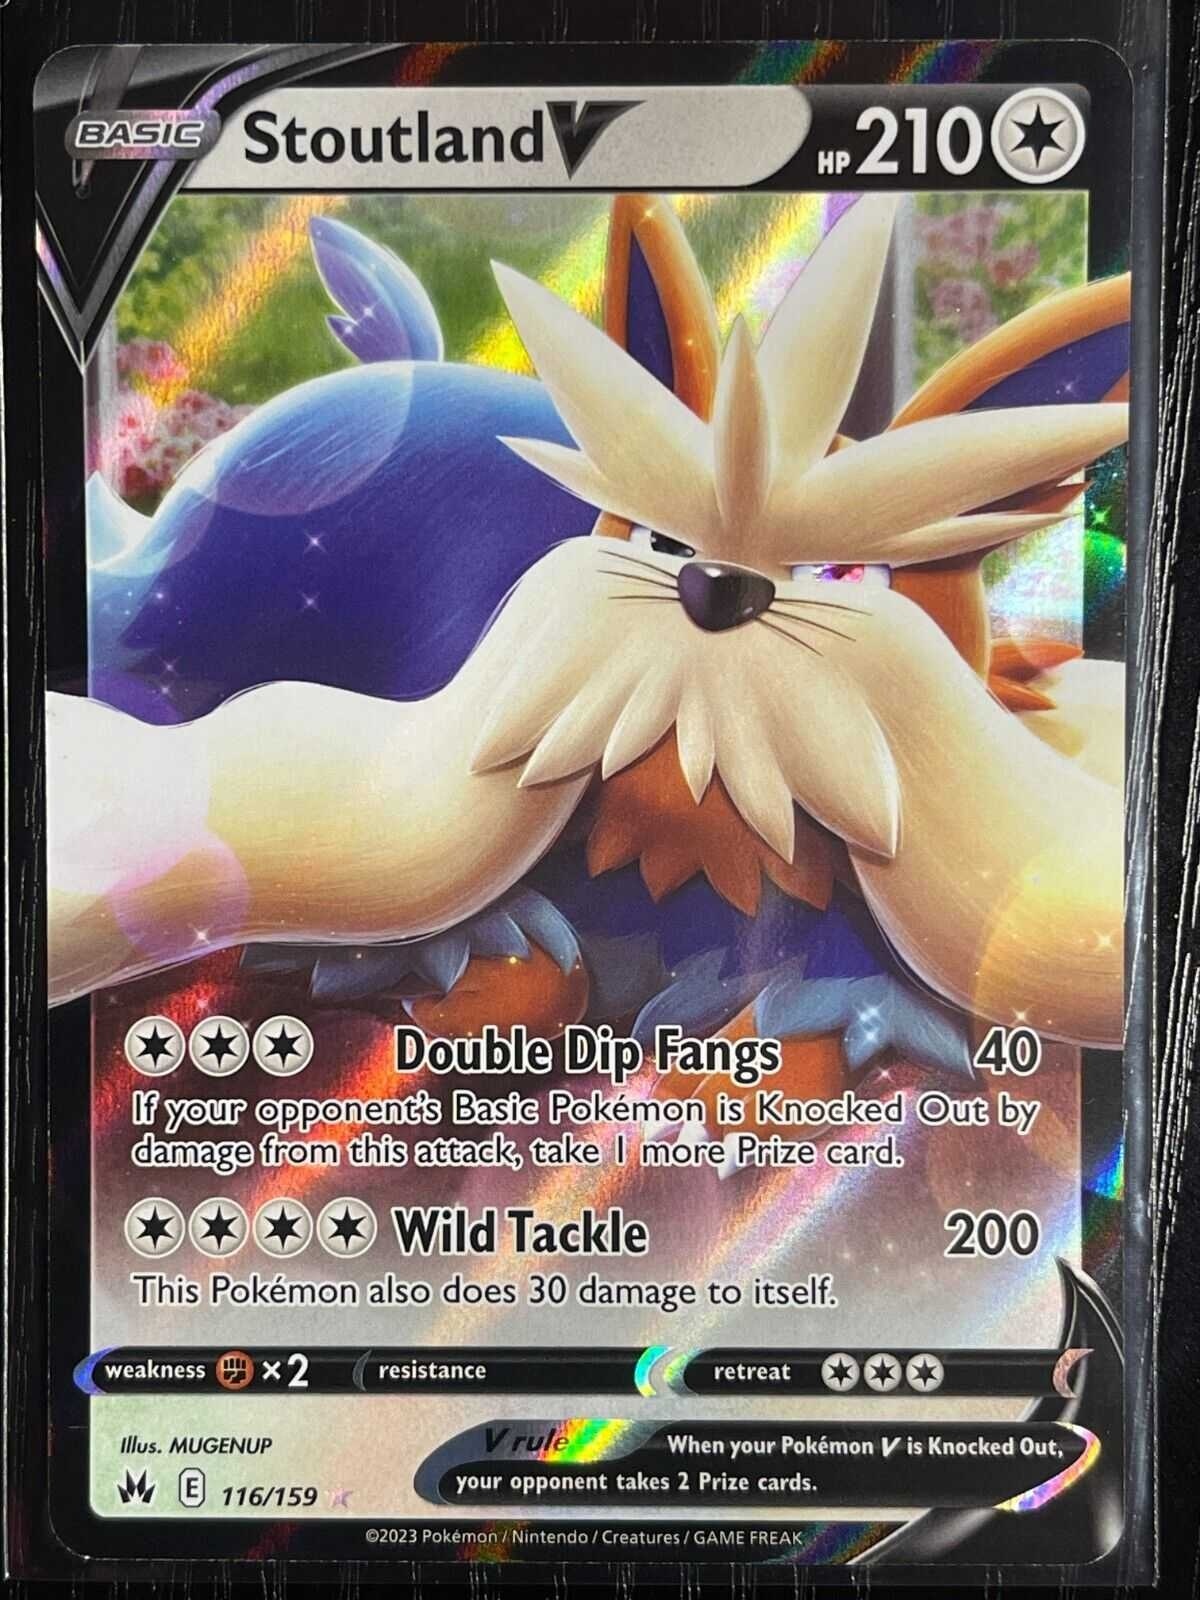 BASIC
Stoutland V
HP 210
Double Dip Fangs 40
If your opponent's Basic Pokémon is Knocked Out by
damage from this attack, take 1 more Prize card.
Wild Tackle 200
This Pokémon also does 30 damage to itself.
weakness ×2 resistance retreat
Illus. MUGENUP
V rule When your Pokémon V is Knocked Out,
your opponent takes 2 Prize cards.
E 116/159
©2023 Pokémon / Nintendo / Creatures / GAME FREAK